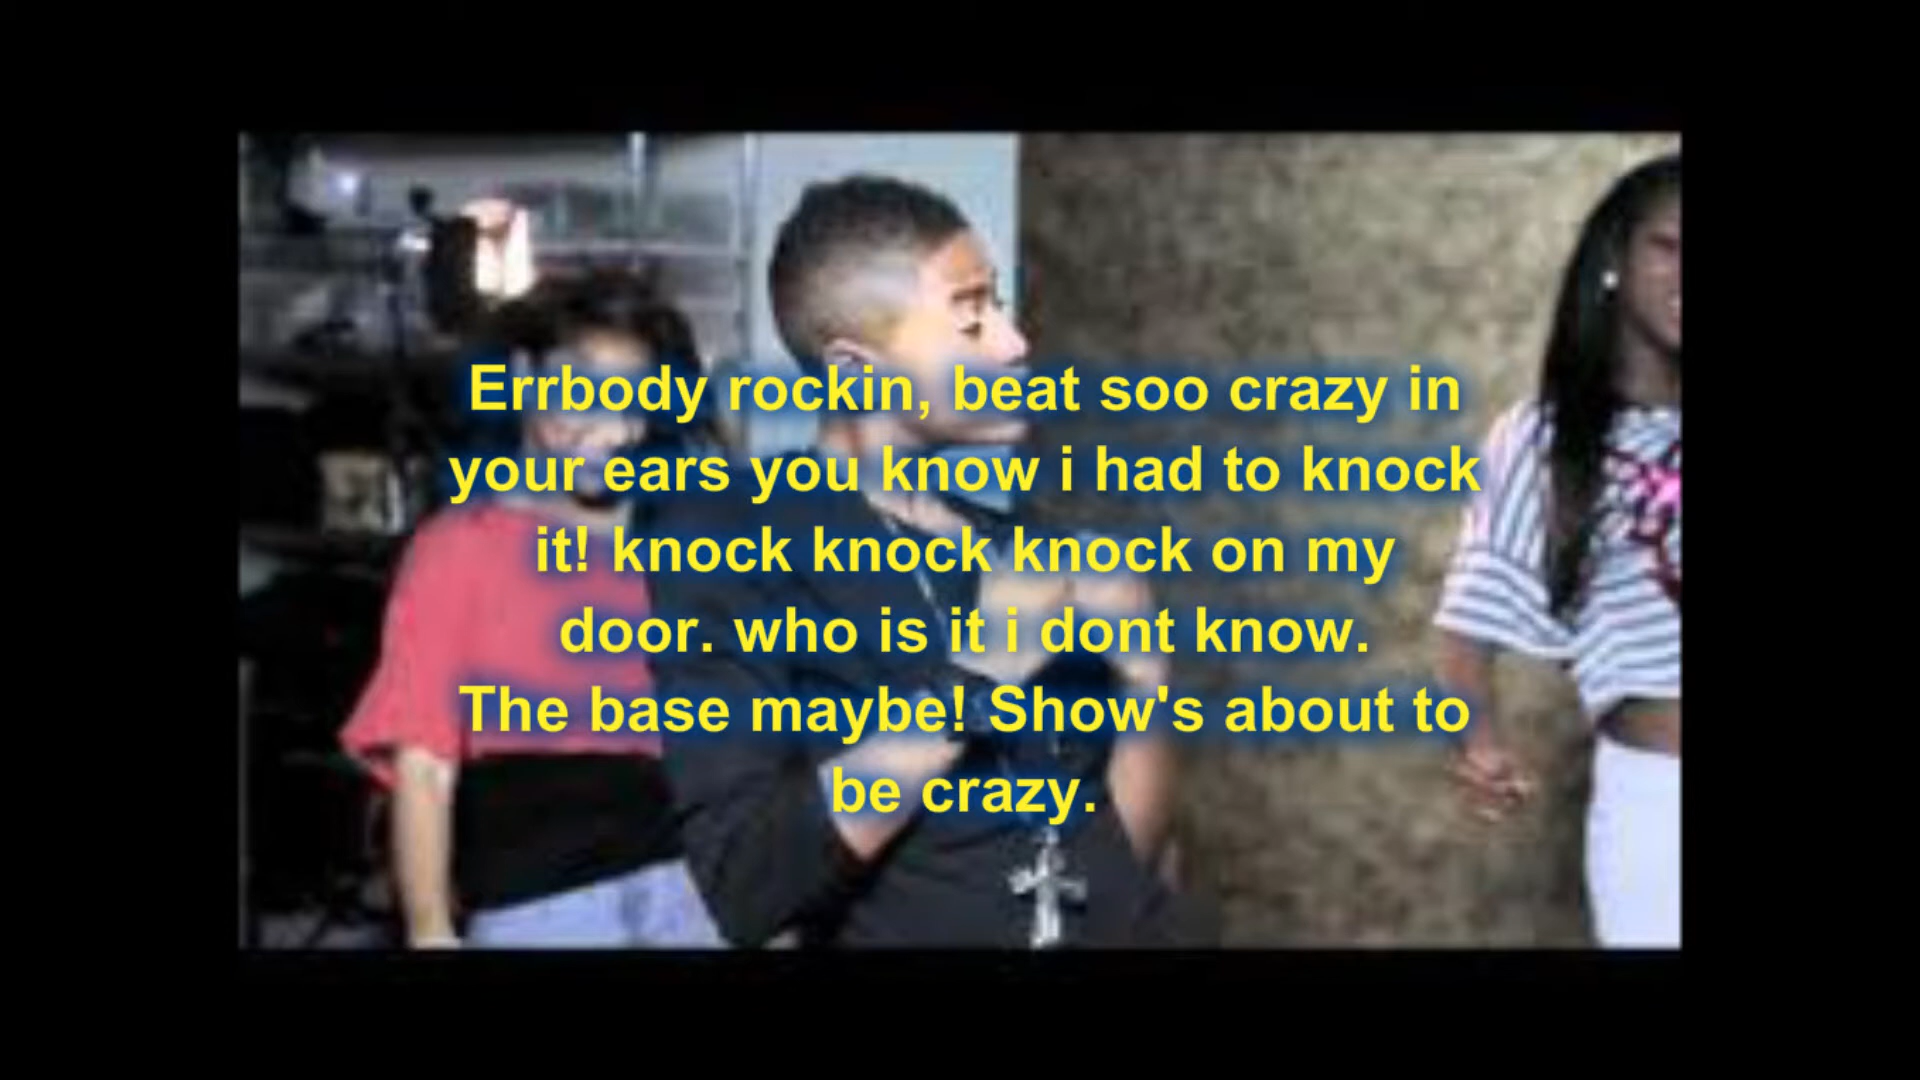 Errbody rockin, beat soo crazy in
your ears you know i had to knock
it! knock knock knock on my
door. who is it i dont know.
The base maybe! Show's about to
be crazy.